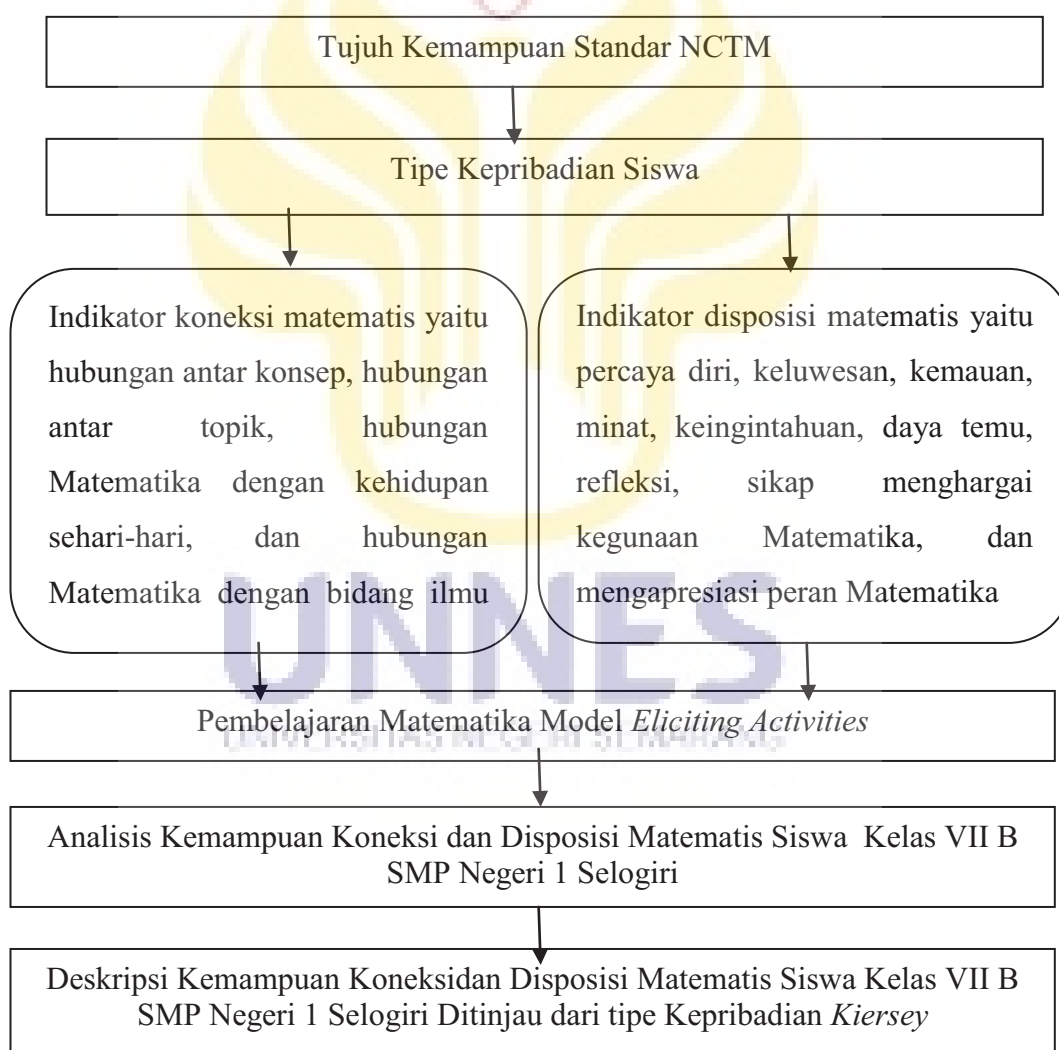 Tujuh Kemampuan Standar NCTM
Tipe Kepribadian Siswa
Indikator koneksi matematis yaitu
hubungan antar konsep, hubungan
antar topik, hubungan
Matematika dengan kehidupan
sehari-hari, dan hubungan
Matematika dengan bidang ilmu
Indikator disposisi matematis yaitu
percaya diri, keluwesan, kemauan,
minat, keingintahuan, daya temu,
refleksi, sikap menghargai
kegunaan Matematika, dan
mengapresiasi peran Matematika
UNNES
Pembelajaran Matematika Model Eliciting Activities
UNIVERSITAS NEGERI SEMARANG
Analisis Kemampuan Koneksi dan Disposisi Matematis Siswa Kelas VII B
SMP Negeri 1 Selogiri
Deskripsi Kemampuan Koneksidan Disposisi Matematis Siswa Kelas VII B
SMP Negeri 1 Selogiri Ditinjau dari tipe Kepribadian Kiersey